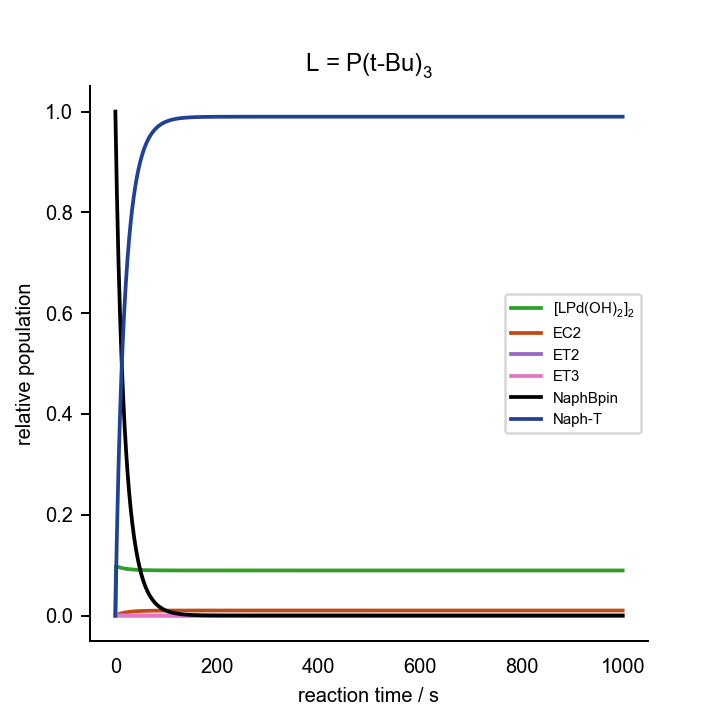 L = P(t-Bu)₃
relative population
1.0
0.8
0.6
0.4
0.2
0.0
[LPd(OH)₂]₂
EC2
ET2
ET3
NaphBpin
Naph-T
0 200 400 600 800 1000
reaction time / s